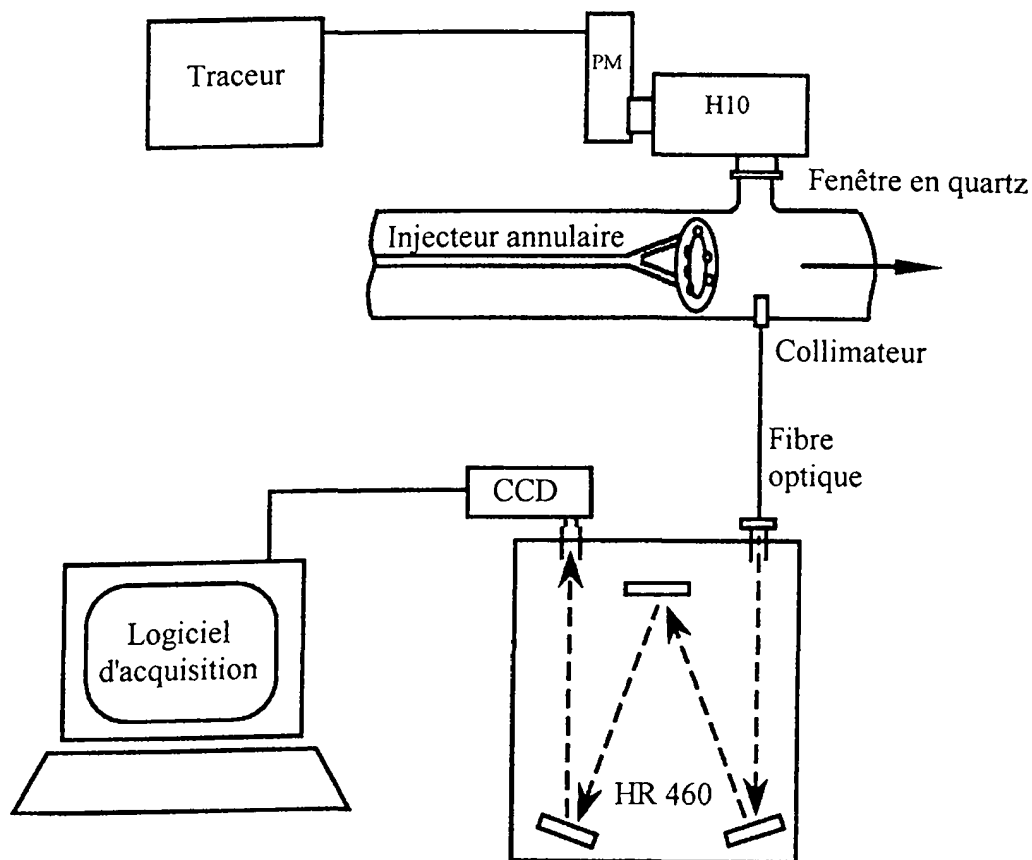 Traceur
PM
H10
Fenêtre en quartz
Injecteur annulaire
Collimateur
Fibre
optique
CCD
Logiciel
d'acquisition
HR 460